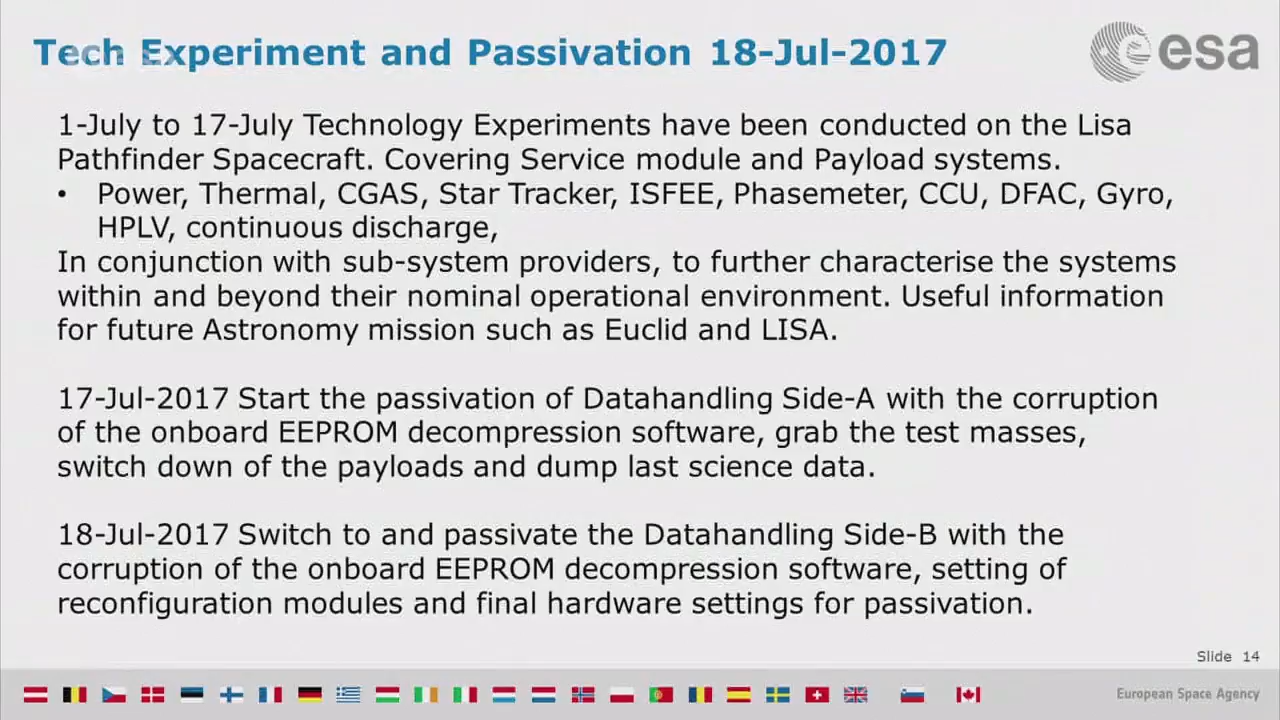 Tech Experiment and Passivation 18-Jul-2017
esa
1-July to 17-July Technology Experiments have been conducted on the Lisa
Pathfinder Spacecraft. Covering Service module and Payload systems.
• Power, Thermal, CGAS, Star Tracker, ISFEE, Phasemeter, CCU, DFAC, Gyro,
HPLV, continuous discharge,
In conjunction with sub-system providers, to further characterise the systems
within and beyond their nominal operational environment. Useful information
for future Astronomy mission such as Euclid and LISA.
17-Jul-2017 Start the passivation of Datahandling Side-A with the corruption
of the onboard EEPROM decompression software, grab the test masses,
switch down of the payloads and dump last science data.
18-Jul-2017 Switch to and passivate the Datahandling Side-B with the
corruption of the onboard EEPROM decompression software, setting of
reconfiguration modules and final hardware settings for passivation.
Slide 14
European Space Agency